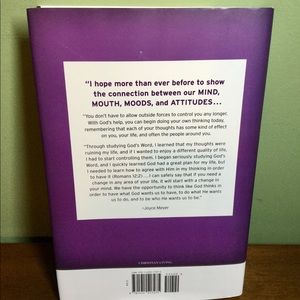 "I hope more than ever before to show
the connection between our MIND,
MOUTH, MOODS, and ATTITUDES...
"You don't have to allow outside forces to control you any longer.
With God's help, you can begin doing your own thinking today,
remembering that each of your thoughts has some kind of effect
on you, your life, and often the people around you.
"Through studying God's Word, I learned that my thoughts were
ruining my life, and if I wanted to enjoy a different quality of life,
I had to start controlling them. I began seriously studying God's
Word, and I quickly learned God had a great plan for my life, but
I needed to learn how to agree with Him in my thinking in order to
have it (Romans 12:2)... I can safely say that if you need a
change in any area of your life, it will start with a change in
your mind. We have the opportunity to think like God thinks in
order to have what God wants us to have, to do what He wants
us to do, and to be who He wants us to be."
-Joyce Meyer
CHRISTIAN LIVING